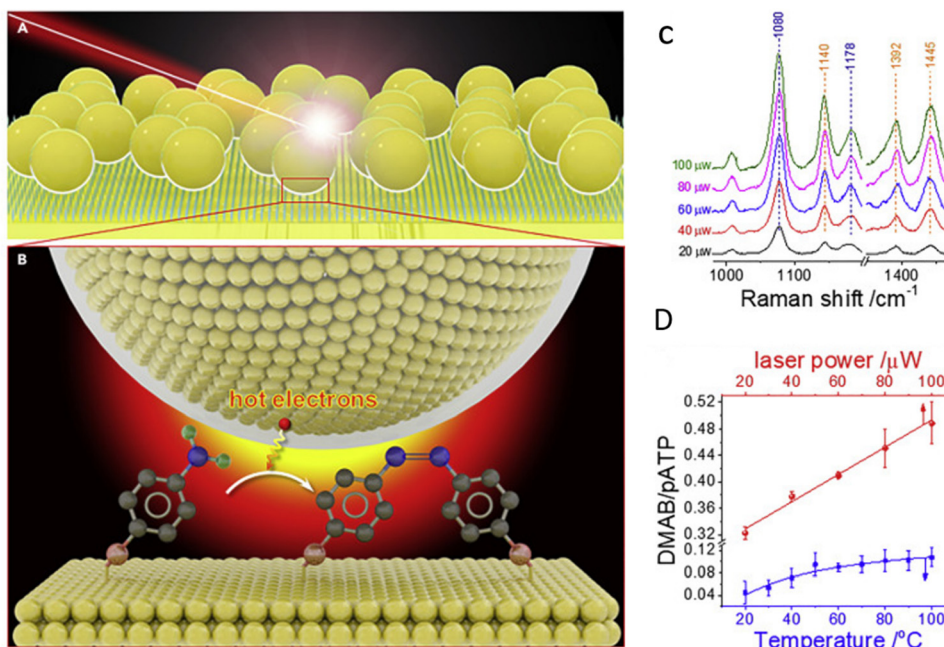 A
B
hot electrons
C
1080
1140
1178
1392
1445
100 µW
80 µW
60 µW
40 µW
20 µW
1000
1100
1400
Raman shift /cm⁻¹
D
laser power /µW
20
40
60
80
100
DMAB/pATP
0.52
0.48
0.44
0.40
0.36
0.32
0.12
0.08
0.04
20
40
60
80
100
Temperature /ºC